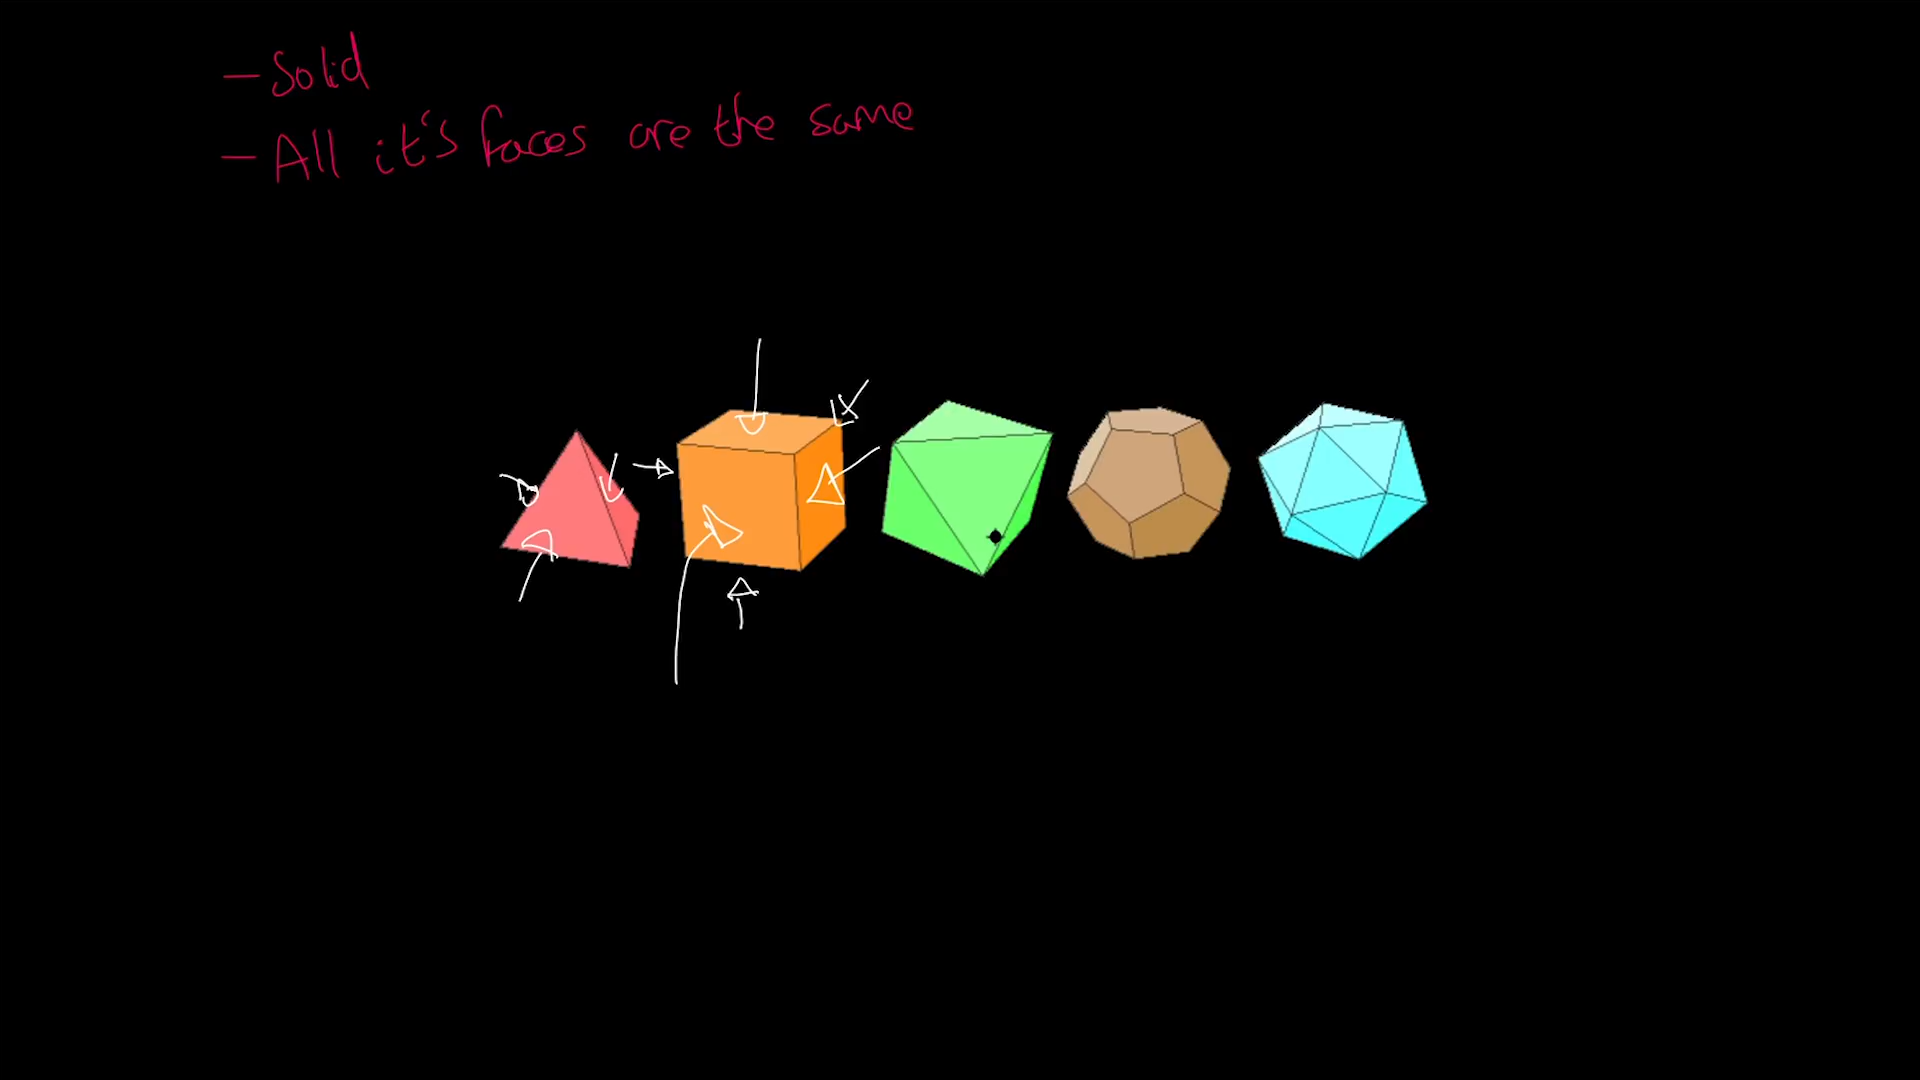 - Solid
- All it's faces are the same